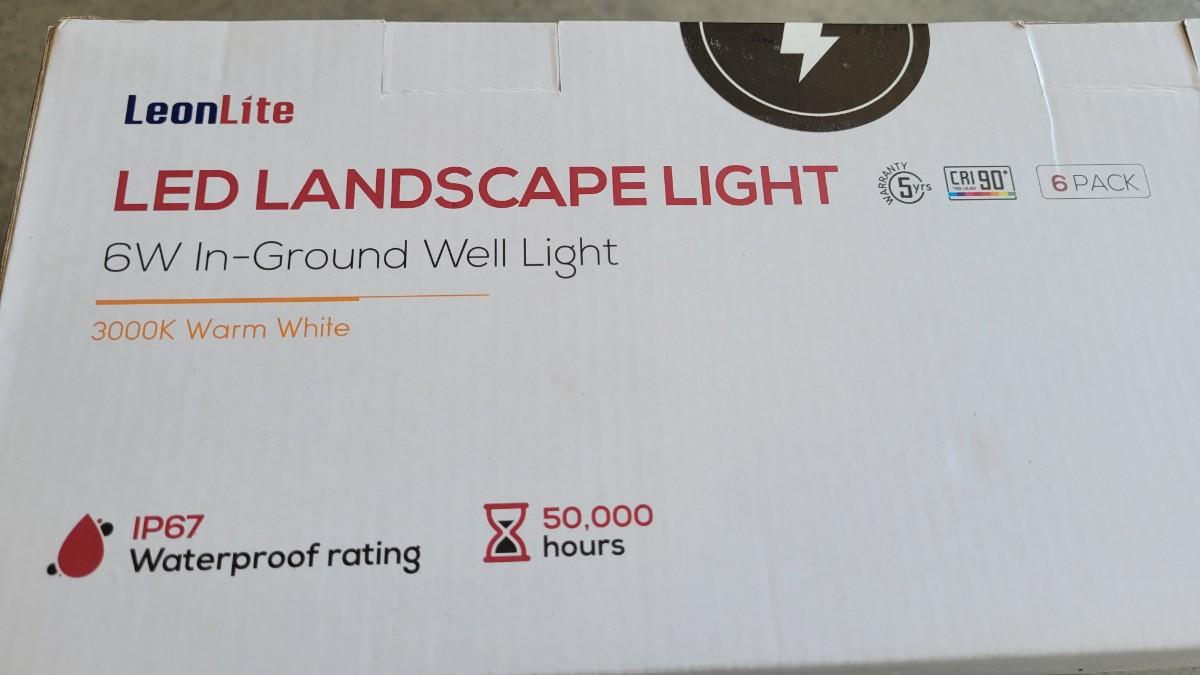 LeonLite
LED LANDSCAPE LIGHT
WARRANTY
5yrs
CRI 90+
6 PACK
6W In-Ground Well Light
3000K Warm White
IP67
Waterproof rating
50,000
hours